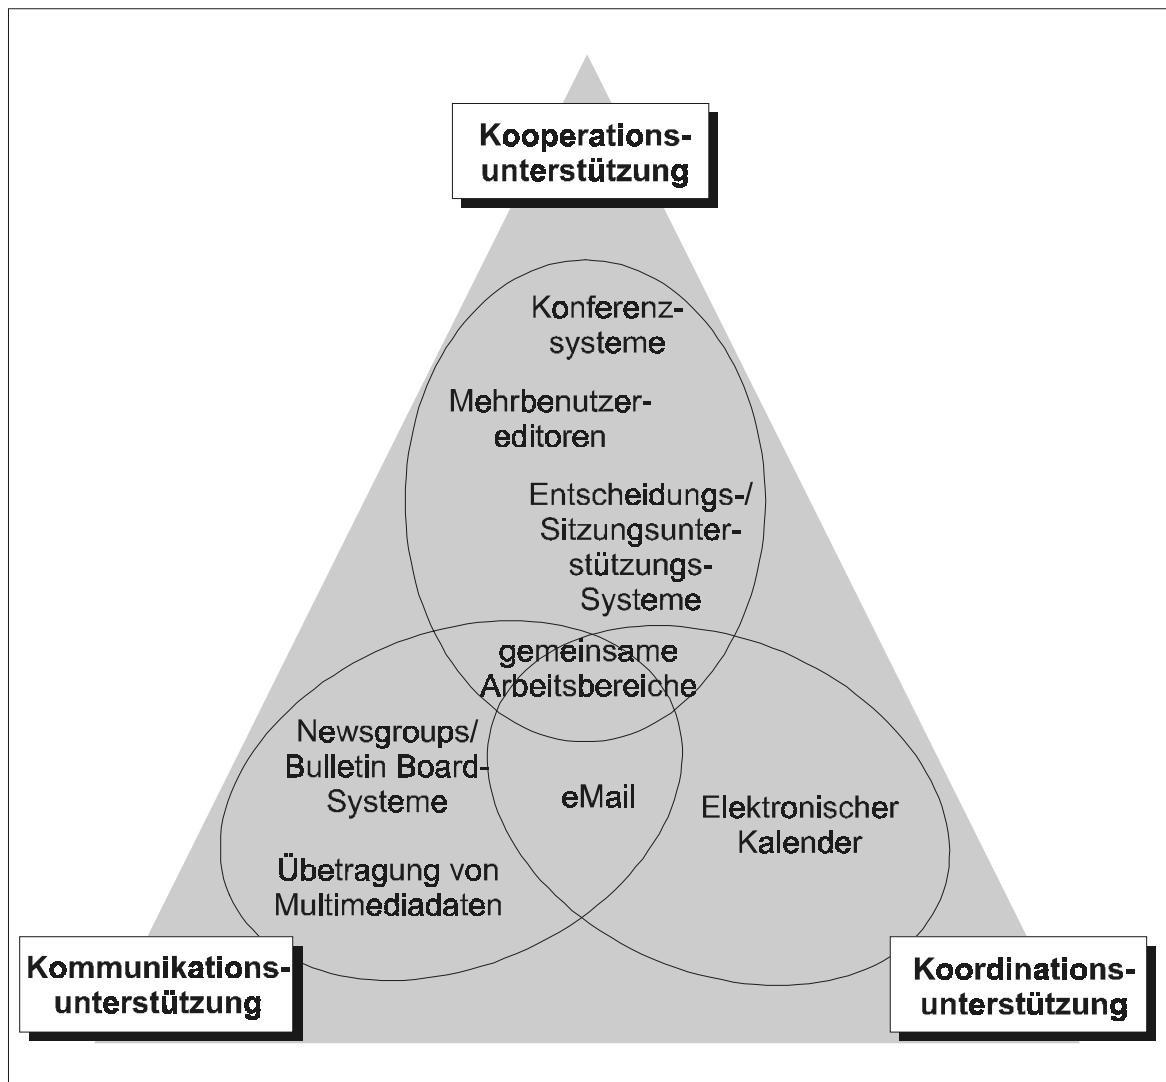 Kooperations-
unterstützung
Konferenz-
systeme
Mehrbenutzer-
editoren
Entscheidungs-/
Sitzungsunter-
stützungs-
Systeme
gemeinsame
Arbeitsbereiche
Newsgroups/
Bulletin Board-
Systeme
eMail
Elektronischer
Kalender
Übetragung von
Multimediadaten
Kommunikations-
unterstützung
Koordinations-
unterstützung